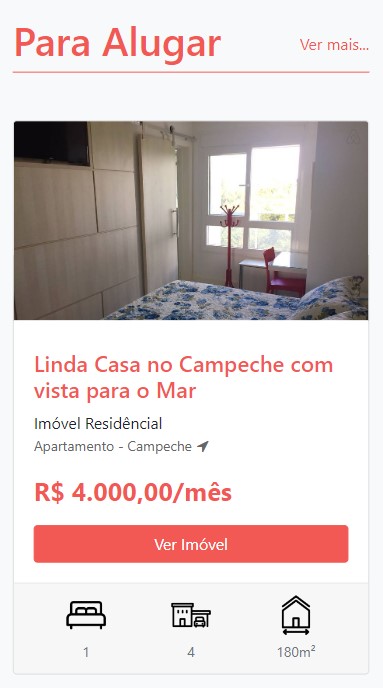 Para Alugar
Ver mais...
Linda Casa no Campeche com
vista para o Mar
Imóvel Residêncial
Apartamento - Campeche
R$ 4.000,00/mês
Ver Imóvel
1
4
180m²